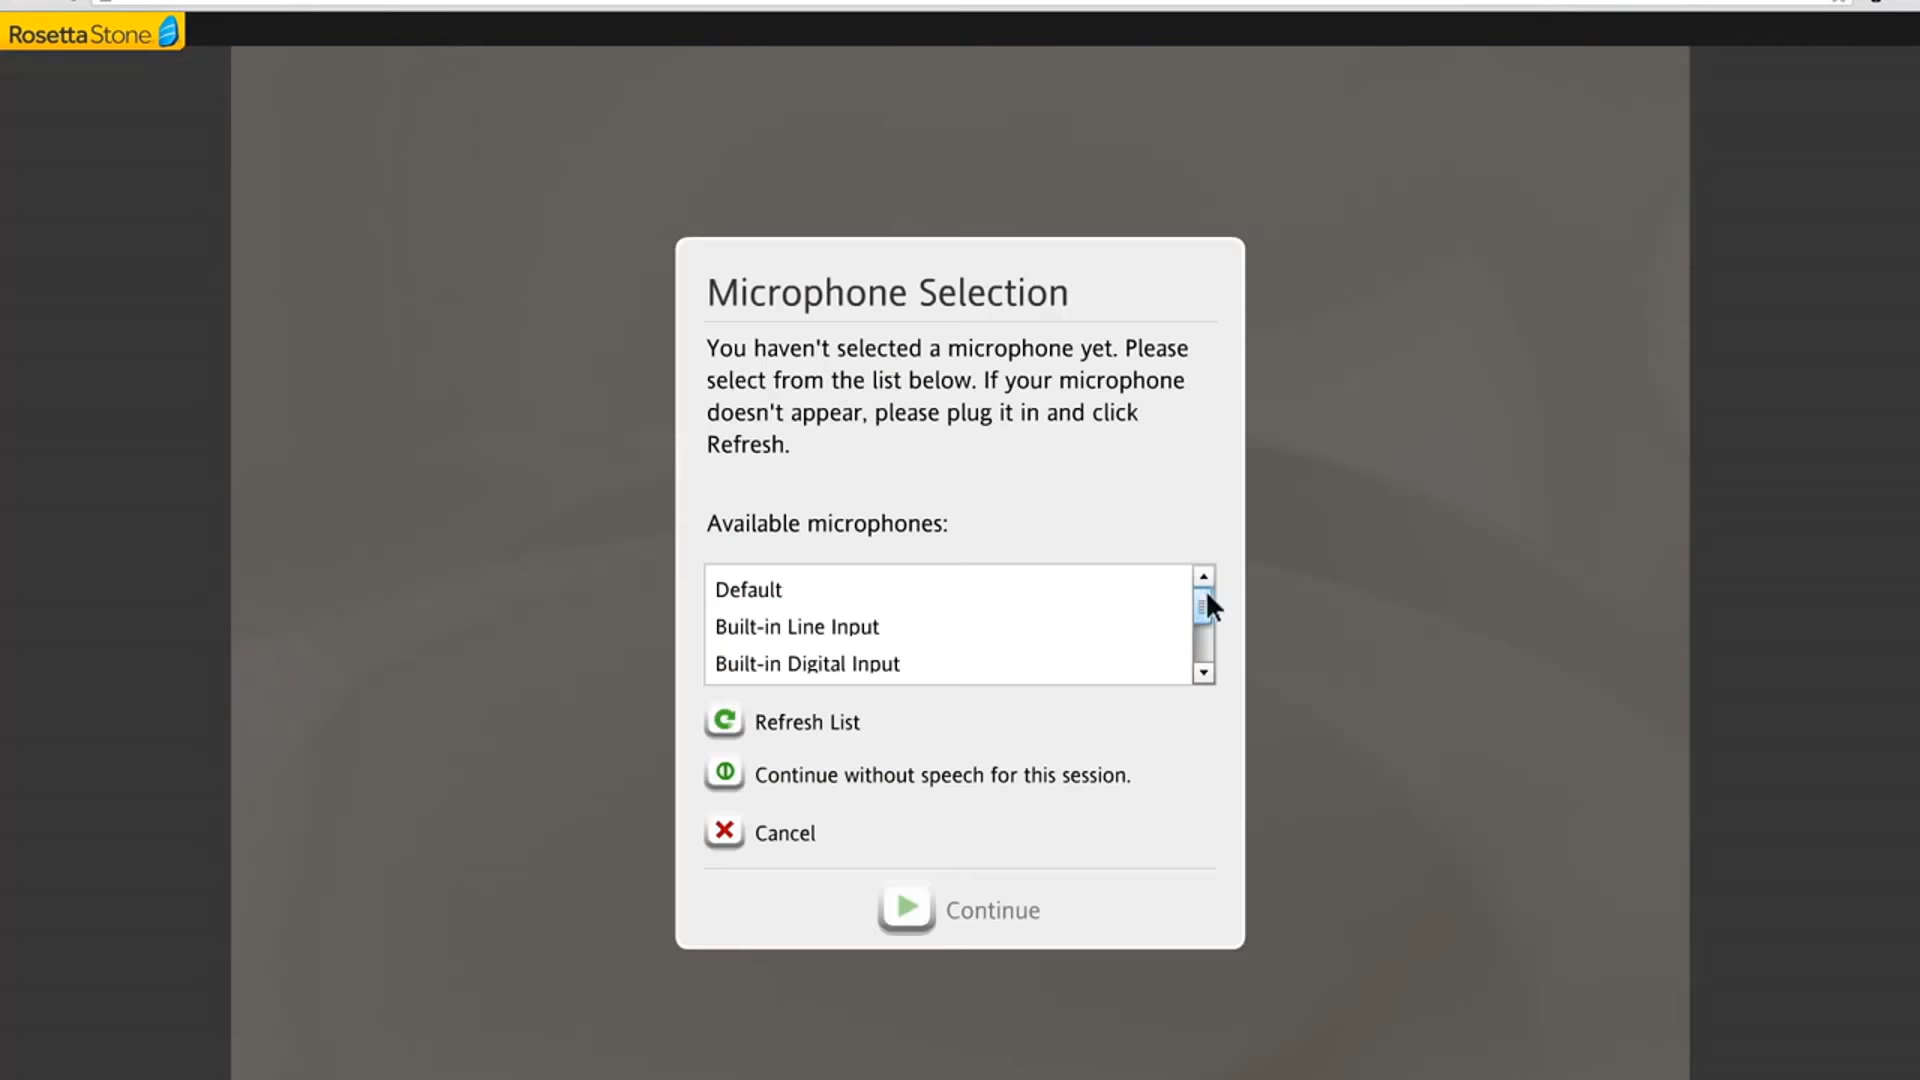 RosettaStone
Microphone Selection
You haven't selected a microphone yet. Please
select from the list below. If your microphone
doesn't appear, please plug it in and click
Refresh.
Available microphones:
Default
Built-in Line Input
Built-in Digital Input
Refresh List
Continue without speech for this session.
Cancel
Continue